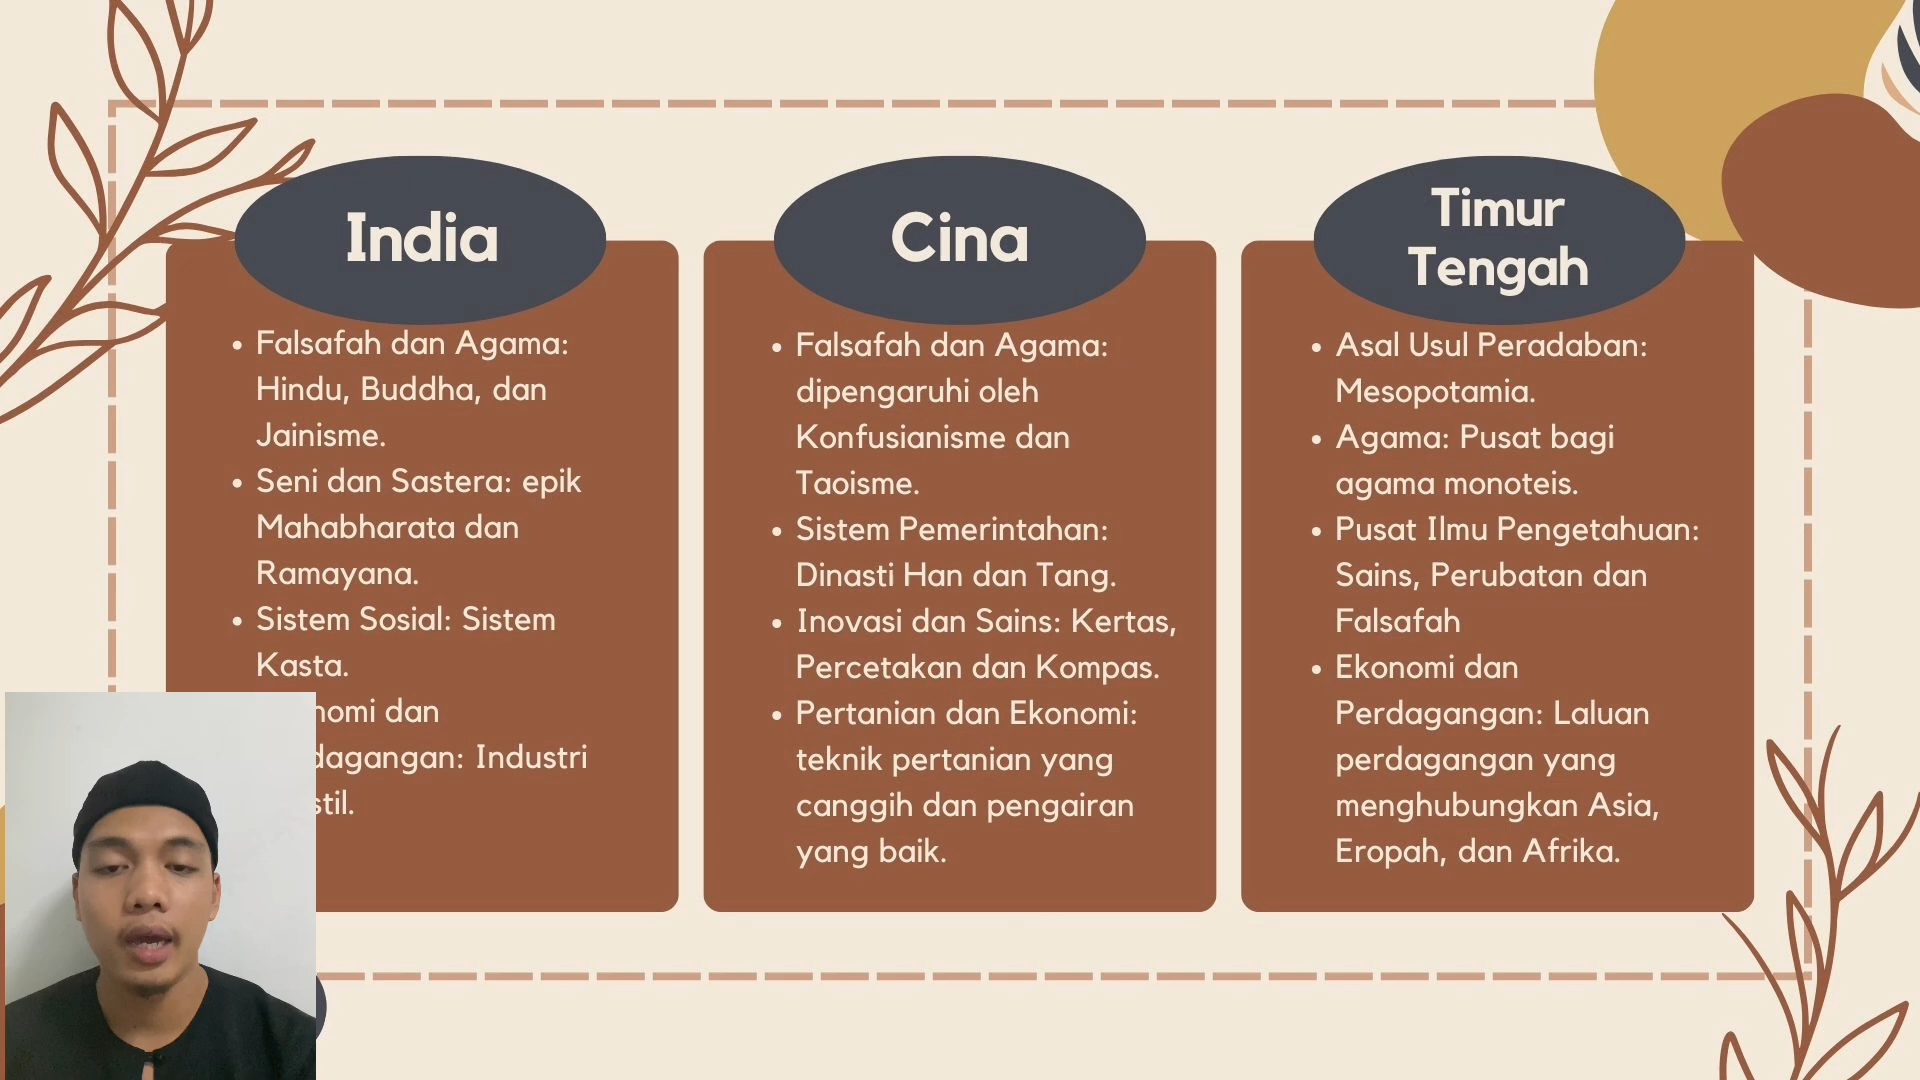 India
Falsafah dan Agama:
Hindu, Buddha, dan
Jainisme.
Seni dan Sastera: epik
Mahabharata dan
Ramayana.
Sistem Sosial: Sistem
Kasta.
dan
Industri
Cina
Falsafah dan Agama:
dipengaruhi oleh
Konfusianisme dan
Taoisme.
Sistem Pemerintahan:
Dinasti Han dan Tang.
Inovasi dan Sains: Kertas,
Percetakan dan Kompas.
Pertanian dan Ekonomi:
teknik pertanian yang
canggih dan pengairan
yang baik.
Timur
Tengah
Asal Usul Peradaban:
Mesopotamia.
Agama: Pusat bagi
agama monoteis.
Pusat Ilmu Pengetahuan:
Sains, Perubatan dan
Falsafah
Ekonomi dan
Perdagangan: Laluan
perdagangan yang
menghubungkan Asia,
Eropah, dan Afrika.